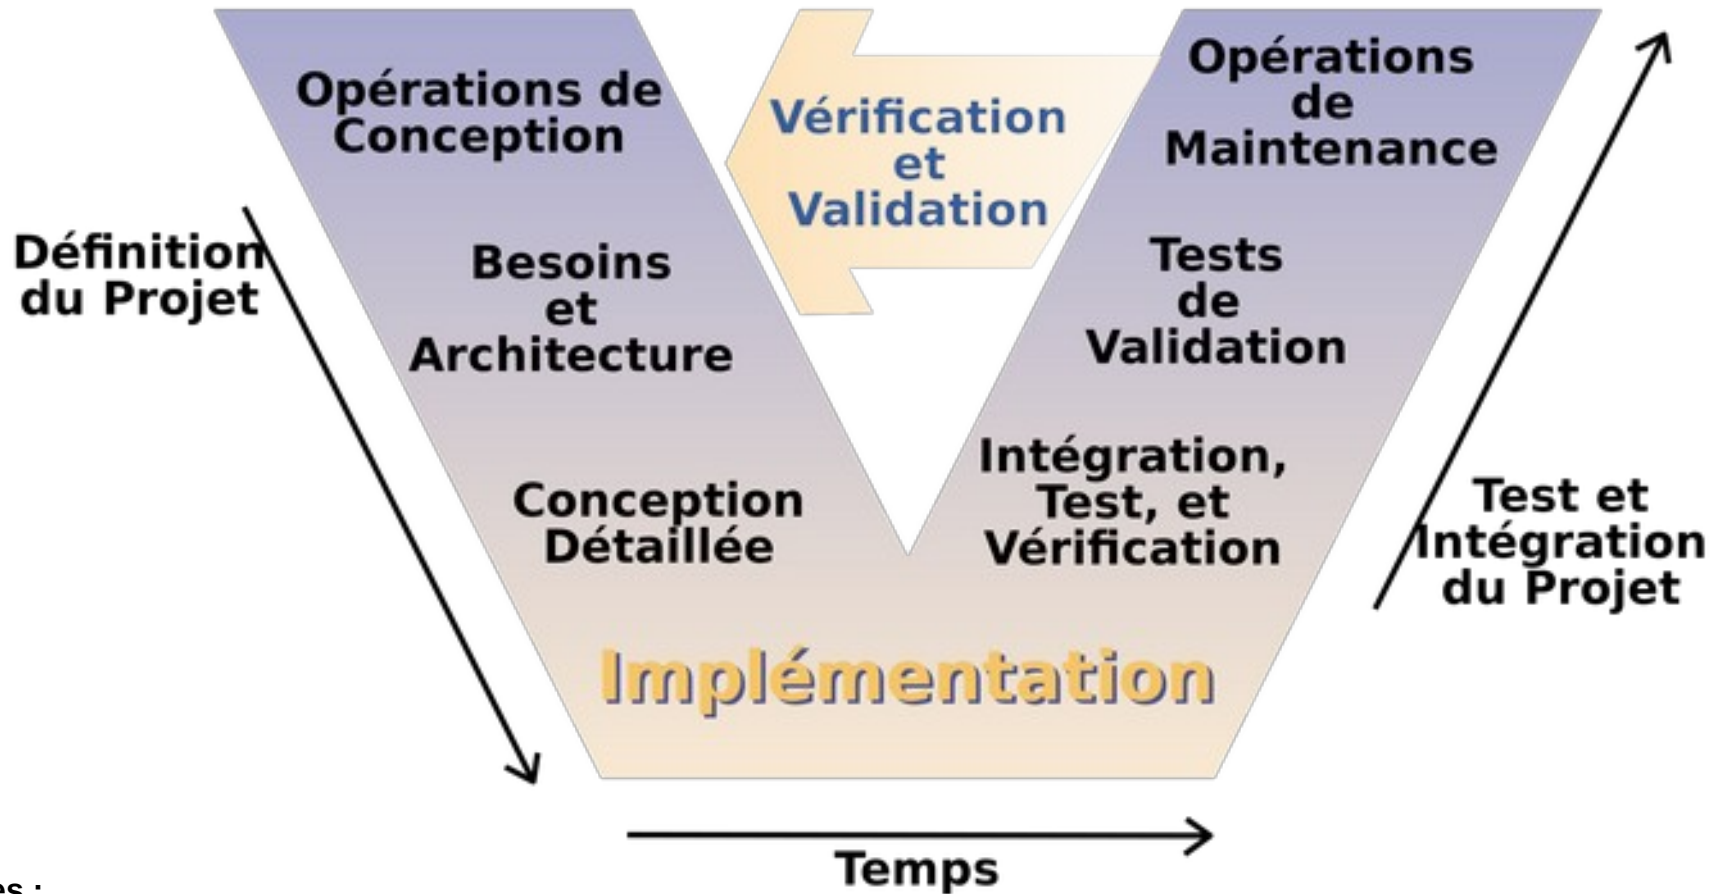 Opérations de
Conception
Vérification
et
Validation
Opérations
de
Maintenance
Définition
du Projet
Besoins
et
Architecture
Tests
de
Validation
Conception
Détaillée
Intégration,
Test, et
Vérification
Test et
Intégration
du Projet
Implémentation
Temps